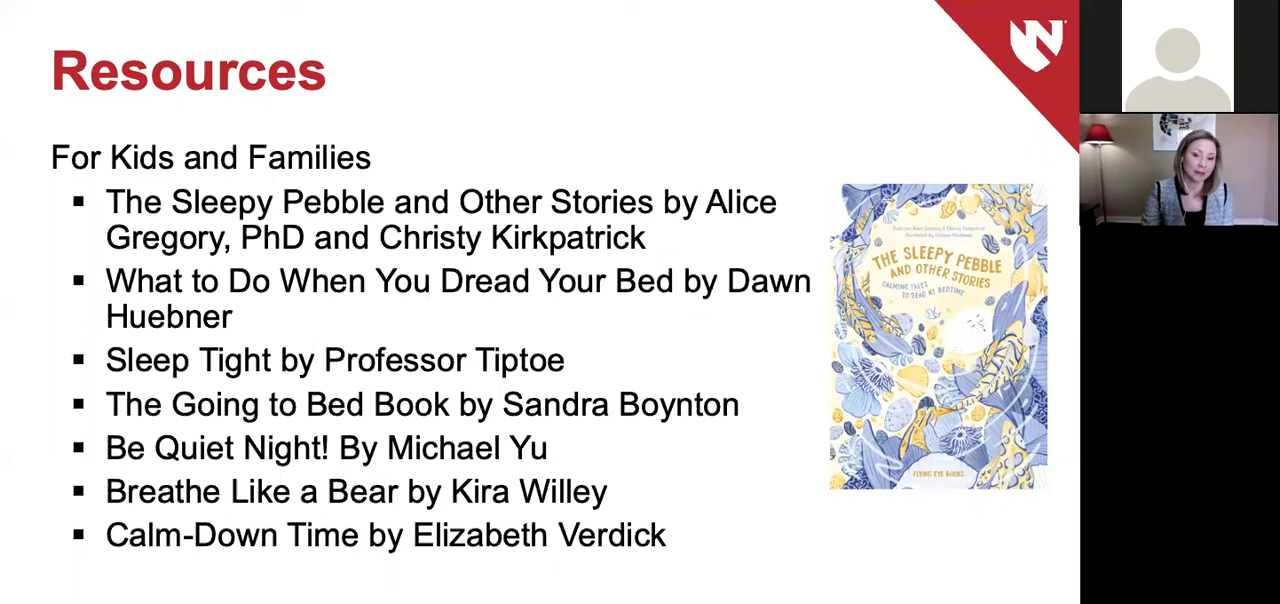 Resources
For Kids and Families
▪ The Sleepy Pebble and Other Stories by Alice
Gregory, PhD and Christy Kirkpatrick
▪ What to Do When You Dread Your Bed by Dawn
Huebner
▪ Sleep Tight by Professor Tiptoe
▪ The Going to Bed Book by Sandra Boynton
▪ Be Quiet Night! By Michael Yu
▪ Breathe Like a Bear by Kira Willey
▪ Calm-Down Time by Elizabeth Verdick
N
THE SLEEPY PEBBLE
AND OTHER STORIES
CALMING TALES
TO READ AT BEDTIME
FLYING EYE BOOKS